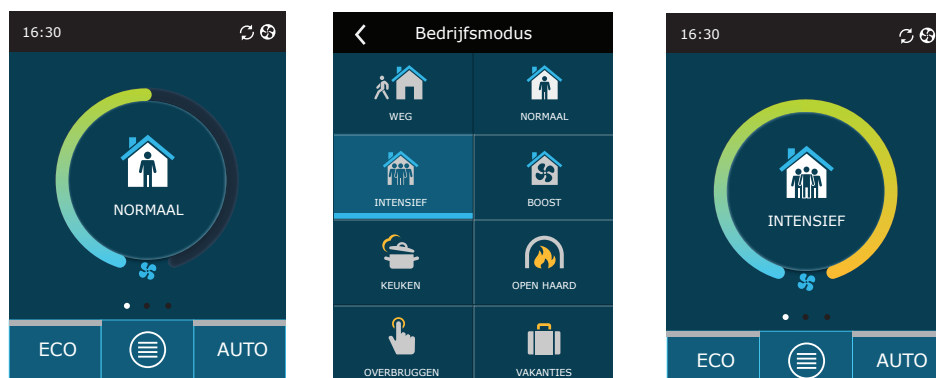 16:30
NORMAAL
ECO
AUTO
Bedrijfsmodus
WEG
NORMAAL
INTENSIEF
BOOST
KEUKEN
OPEN HAARD
OVERBRUGGEN
VAKANTIES
16:30
INTENSIEF
ECO
AUTO